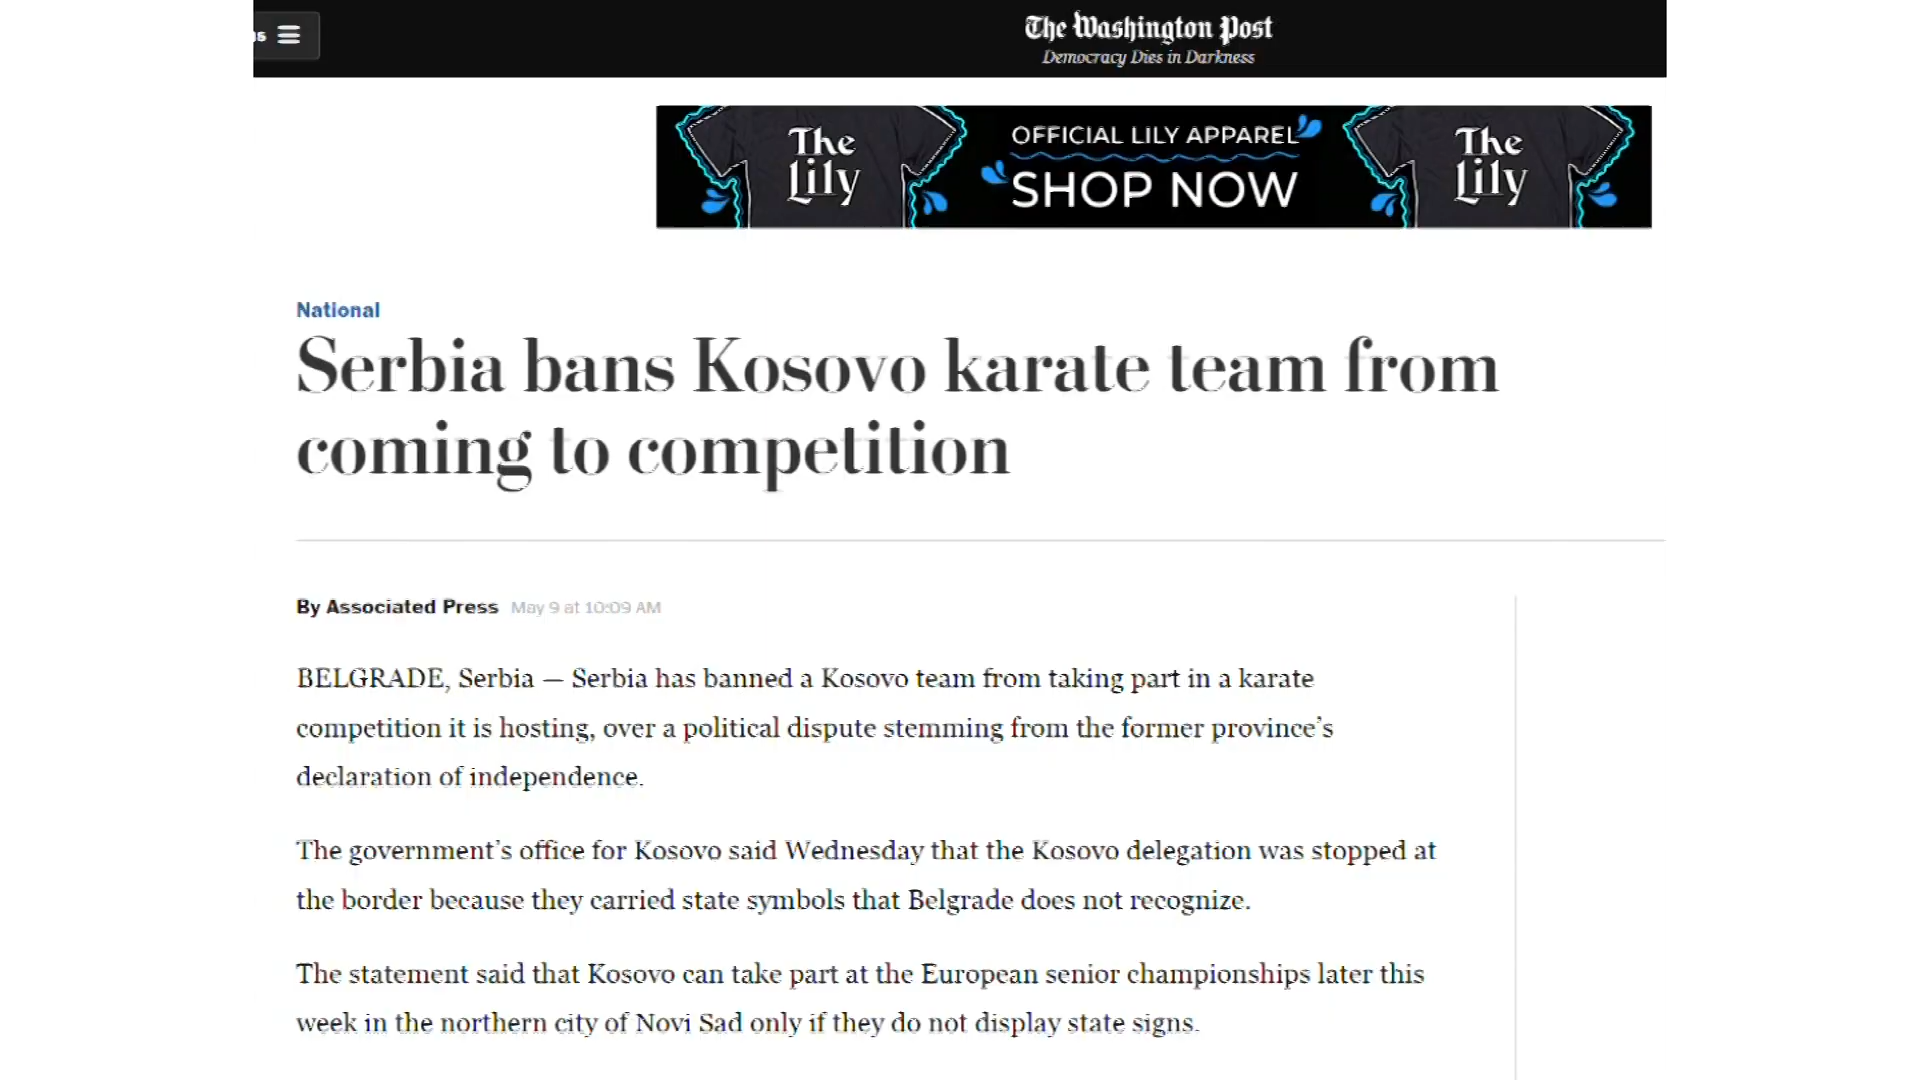 The Washington Post
Democracy Dies in Darkness
The Lily
OFFICIAL LILY APPAREL
SHOP NOW
The Lily
National
Serbia bans Kosovo karate team from
coming to competition
By Associated Press May 9 at 10:09 AM
BELGRADE, Serbia — Serbia has banned a Kosovo team from taking part in a karate
competition it is hosting, over a political dispute stemming from the former province’s
declaration of independence.
The government’s office for Kosovo said Wednesday that the Kosovo delegation was stopped at
the border because they carried state symbols that Belgrade does not recognize.
The statement said that Kosovo can take part at the European senior championships later this
week in the northern city of Novi Sad only if they do not display state signs.